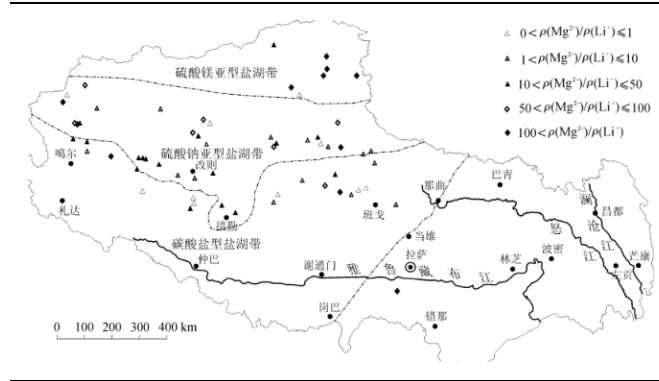 0<ρ(Mg²⁺)/ρ(Li⁺)≤1
1<ρ(Mg²⁺)/ρ(Li⁺)≤10
10<ρ(Mg²⁺)/ρ(Li⁺)≤50
50<ρ(Mg²⁺)/ρ(Li⁺)≤100
100<ρ(Mg²⁺)/ρ(Li⁺)
硫酸镁亚型盐湖带
硫酸钠亚型盐湖带
噶尔
改则
札达
措勤
班戈
那曲
巴青
澜沧江
昌都
怒江
碳酸盐型盐湖带
当雄
拉萨
仲巴
谢通门
雅鲁藏布江
林芝
波密
左贡
芒康
岗巴
错那
0 100 200 300 400 km